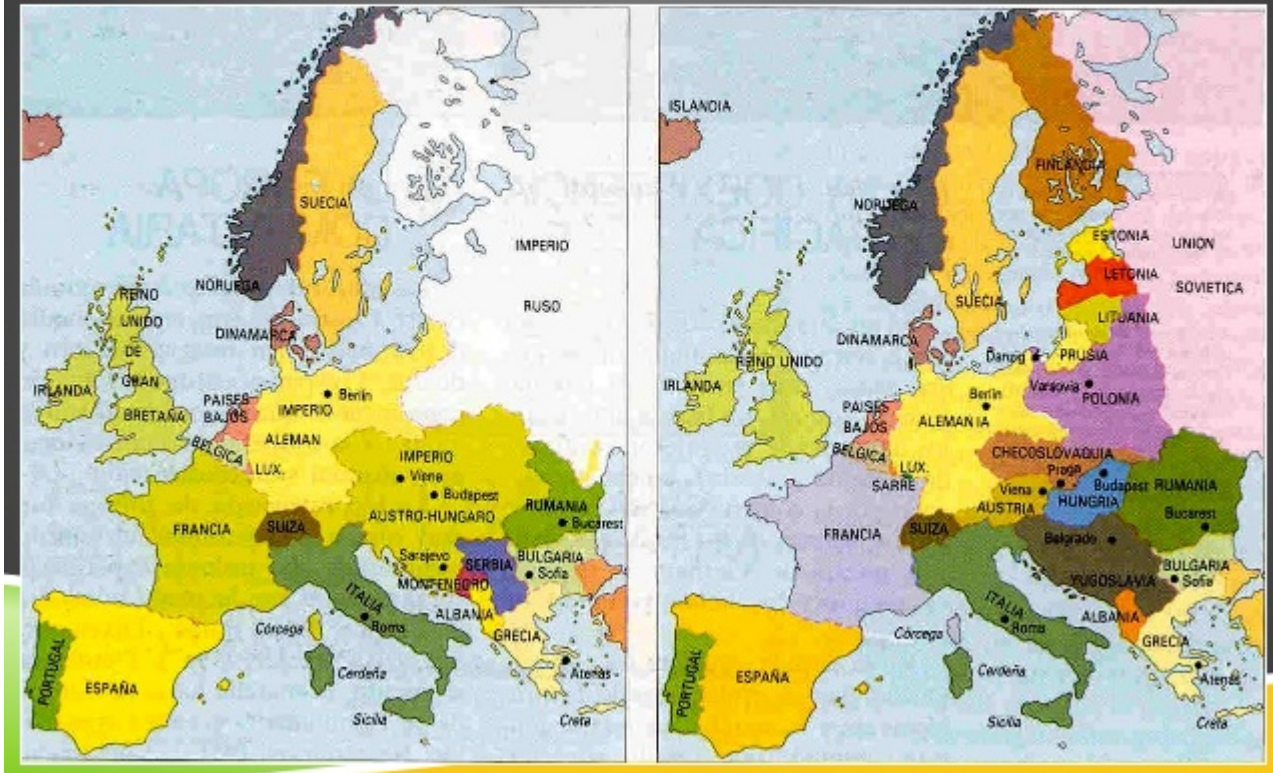 SUECIA
IMPERIO
NORUEGA
RUSO
REINO
UNIDO
DINAMARCA
DE
IRLANDA
GRAN
BRETAÑA
PAISES
BAJOS
Berlin
IMPERIO
ALEMAN
BELGICA
LUX.
IMPERIO
Viena
Budapest
AUSTRO-HUNGARO
RUMANIA
Bucarest
FRANCIA
SUIZA
Sarajevo
SERBIA
BULGARIA
Sofia
MONTENEGRO
ITALIA
ALBANIA
Córcega
Roma
GRECIA
PORTUGAL
ESPAÑA
Cerdeña
Atenas
Sicilia
Creta
ISLANDIA
FINLANDIA
NORUEGA
ESTONIA
UNION
LETONIA
SOVIETICA
SUECIA
LITUANIA
DINAMARCA
REINO UNIDO
Danzig
PRUSIA
IRLANDA
Varsovia
POLONIA
PAISES
BAJOS
Berlin
ALEMANIA
BELGICA
CHECOSLOVAQUIA
LUX.
Praga
SARRE
Viena
Budapest
RUMANIA
HUNGRIA
AUSTRIA
FRANCIA
SUIZA
Bucarest
Belgrado
BULGARIA
YUGOSLAVIA
Sofia
ITALIA
ALBANIA
Córcega
Roma
GRECIA
PORTUGAL
ESPAÑA
Cerdeña
Atenas
Sicilia
Creta